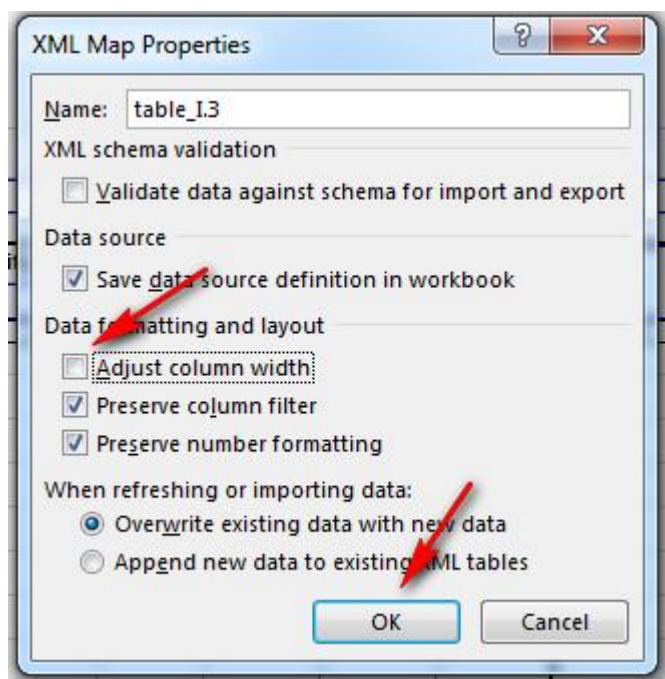 XML Map Properties
Name: table_I.3
XML schema validation
Validate data against schema for import and export
Data source
Save data source definition in workbook
Data formatting and layout
Adjust column width
Preserve column filter
Preserve number formatting
When refreshing or importing data:
Overwrite existing data with new data
Append new data to existing XML tables
OK Cancel